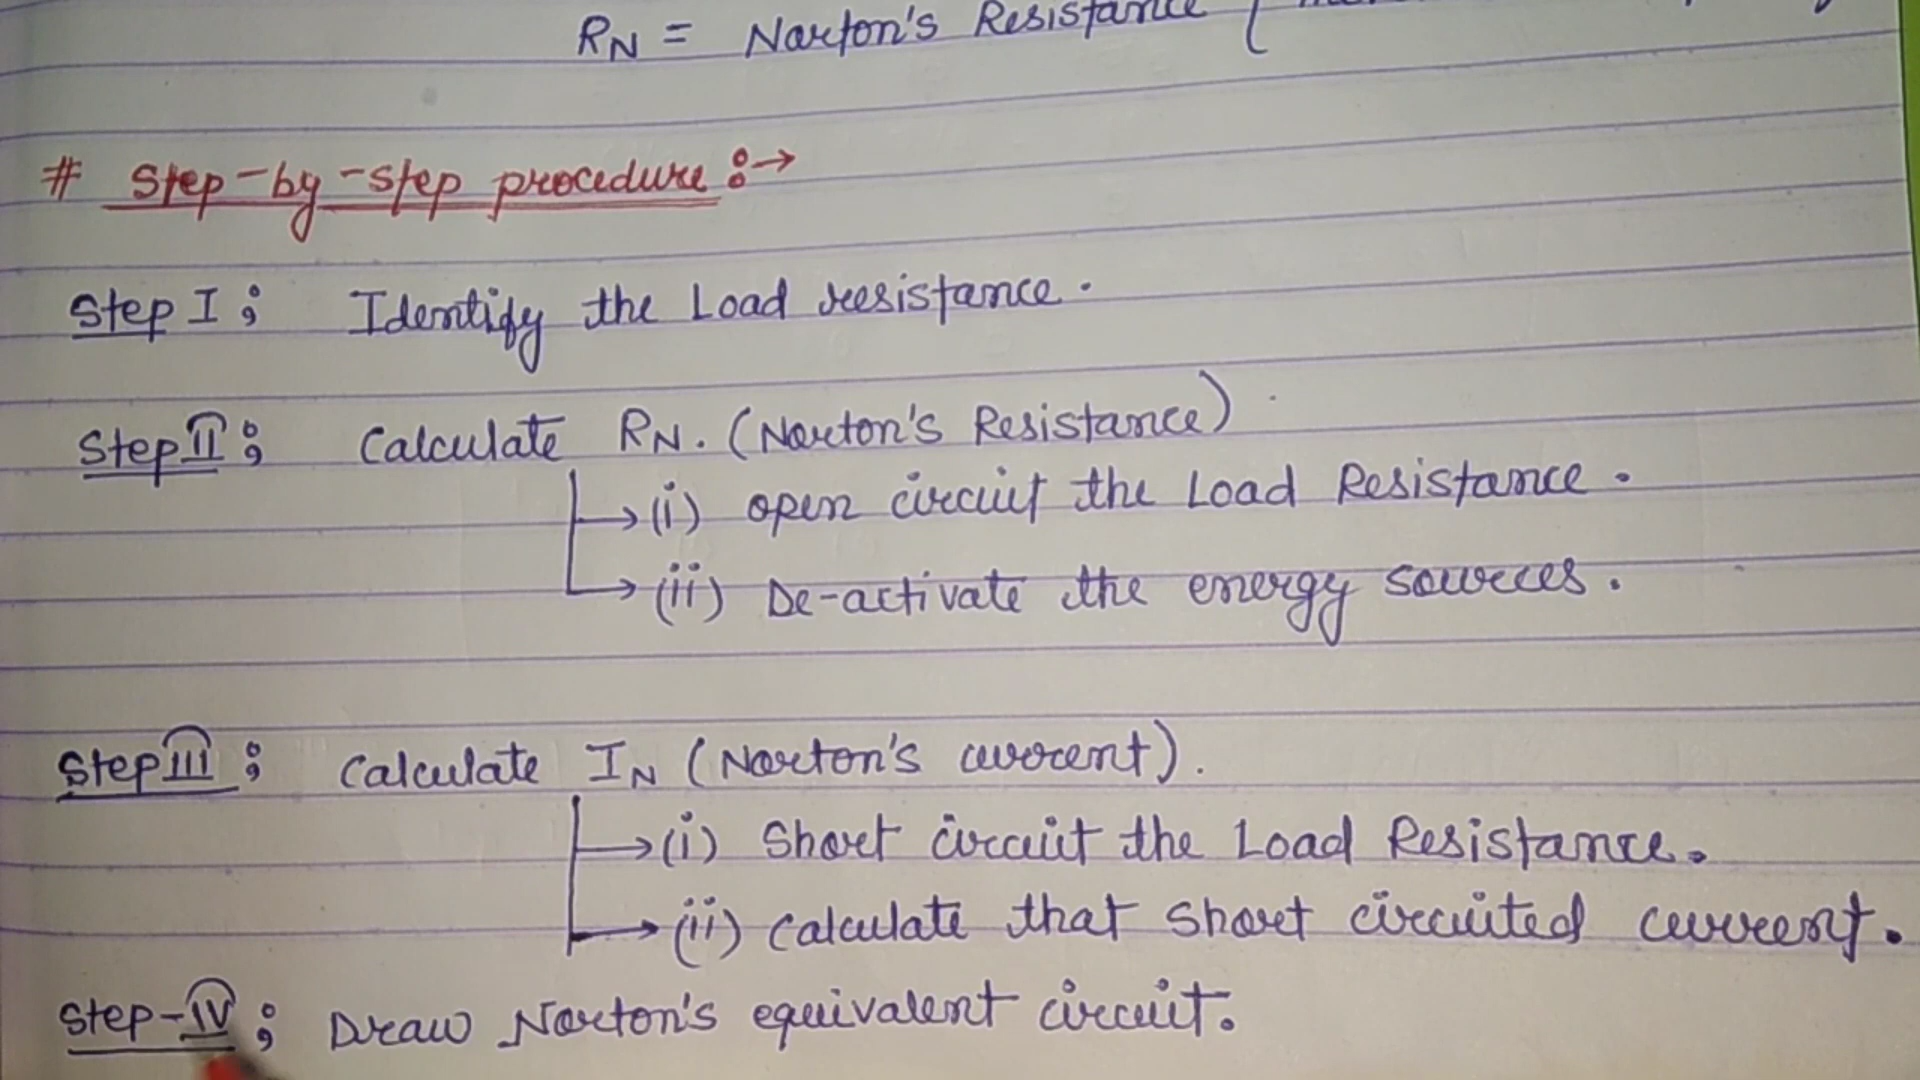 RN = Norton's Resistance (
# Step-by-step procedure :→
Step I : Identify the Load resistance.
Step II : Calculate RN. (Norton's Resistance)
→ (i) open circuit the Load Resistance.
→ (ii) De-activate the energy sources.
Step III : Calculate IN (Norton's current).
→ (i) Short circuit the Load Resistance.
→ (ii) Calculate that short circuited current.
Step-IV : Draw Norton's equivalent circuit.